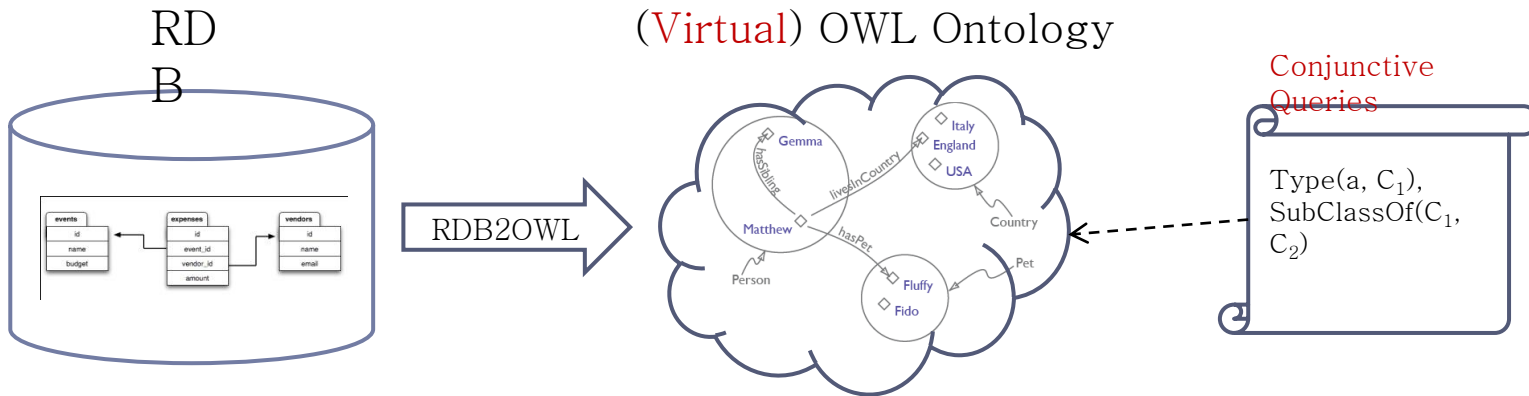 RD
B
(Virtual) OWL Ontology
Conjunctive
Queries
events
id
name
budget
expenses
id
event_id
vendor_id
amount
vendors
id
name
email
RDB2OWL
Gemma
hasSibling
Matthew
Person
livesInCountry
Italy
England
USA
Country
hasPet
Fluffy
Fido
Pet
Type(a, C₁),
SubClassOf(C₁,
C₂)